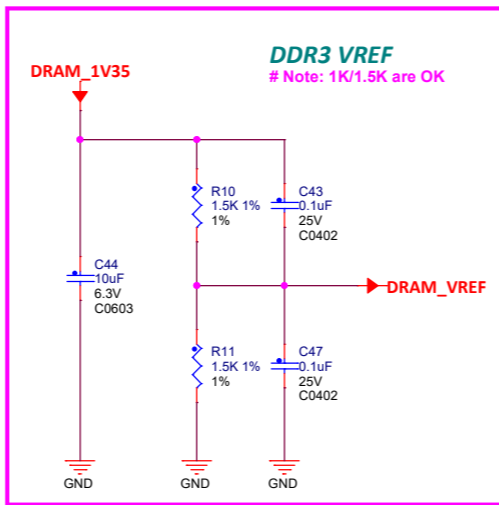 DDR3 VREF
# Note: 1K/1.5K are OK
DRAM_1V35
R10
1.5K 1%
1%
C43
0.1uF
25V
C0402
C44
10uF
6.3V
C0603
DRAM_VREF
R11
1.5K 1%
1%
C47
0.1uF
25V
C0402
GND
GND
GND